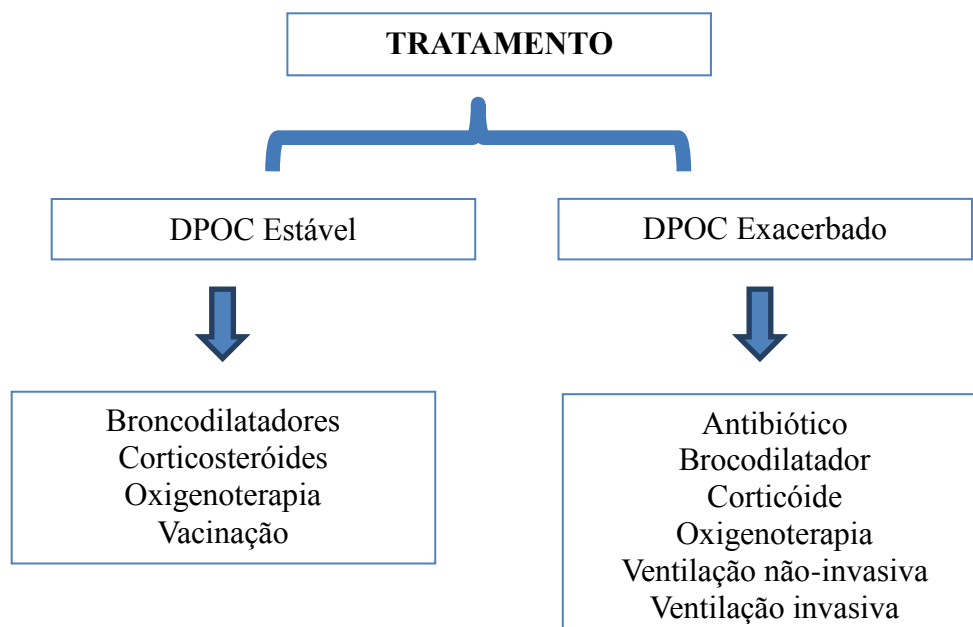 TRATAMENTO
DPOC Estável
DPOC Exacerbado
Broncodilatadores
Corticosteróides
Oxigenoterapia
Vacinação
Antibiótico
Brocodilatador
Corticóide
Oxigenoterapia
Ventilação não-invasiva
Ventilação invasiva